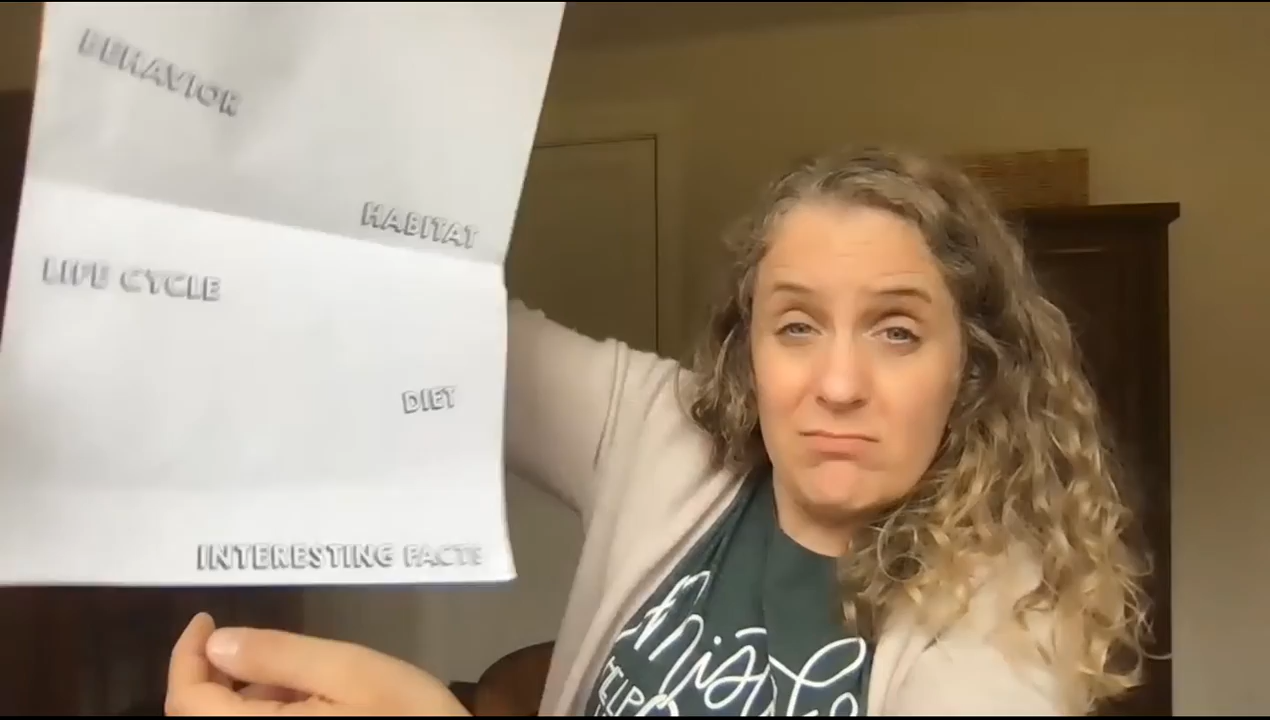 BEHAVIOR
HABITAT
LIFE CYCLE
DIET
INTERESTING FACTS